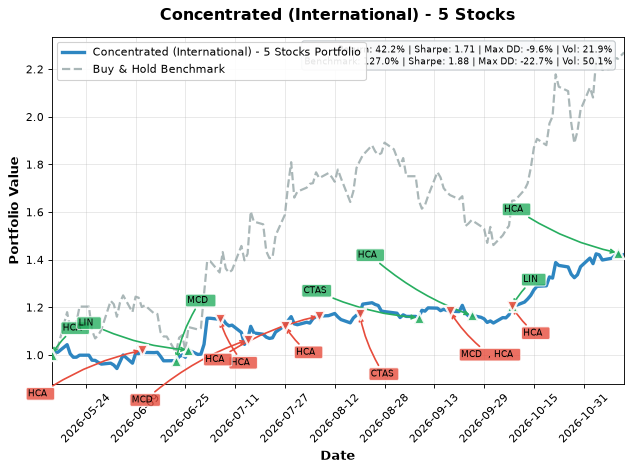 Concentrated (International) - 5 Stocks
Concentrated (International) - 5 Stocks Portfolio
Buy & Hold Benchmark
42.2% | Sharpe: 1.71 | Max DD: -9.6% | Vol: 21.9%
27.0% | Sharpe: 1.88 | Max DD: -22.7% | Vol: 50.1%
Portfolio Value
2.2
2.0
1.8
1.6
1.4
1.2
1.0
HCA
HCA
LIN
MCD
CTAS
HCA
HCA
LIN
HCA
MCD
HCA
HCA
HCA
CTAS
MCD , HCA
HCA
2026-05-24
2026-06-25
2026-07-11
2026-07-27
2026-08-12
2026-08-28
2026-09-13
2026-09-29
2026-10-15
2026-10-31
Date